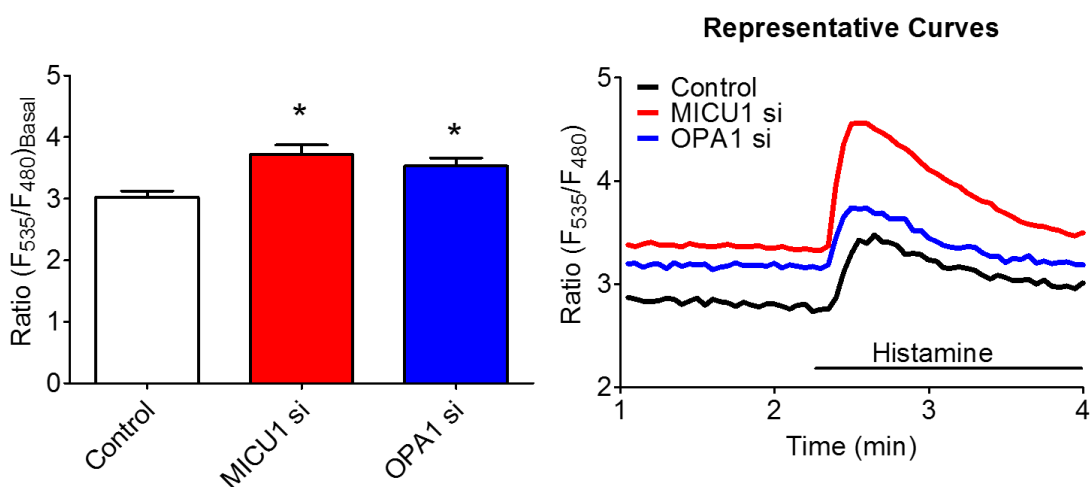 Ratio (F535/F480)Basal
5
4
3
2
1
0
*
*
Control
MICU1 si
OPA1 si
Representative Curves
Ratio (F535/F480)
5
4
3
2
Control
MICU1 si
OPA1 si
Histamine
1
2
3
4
Time (min)